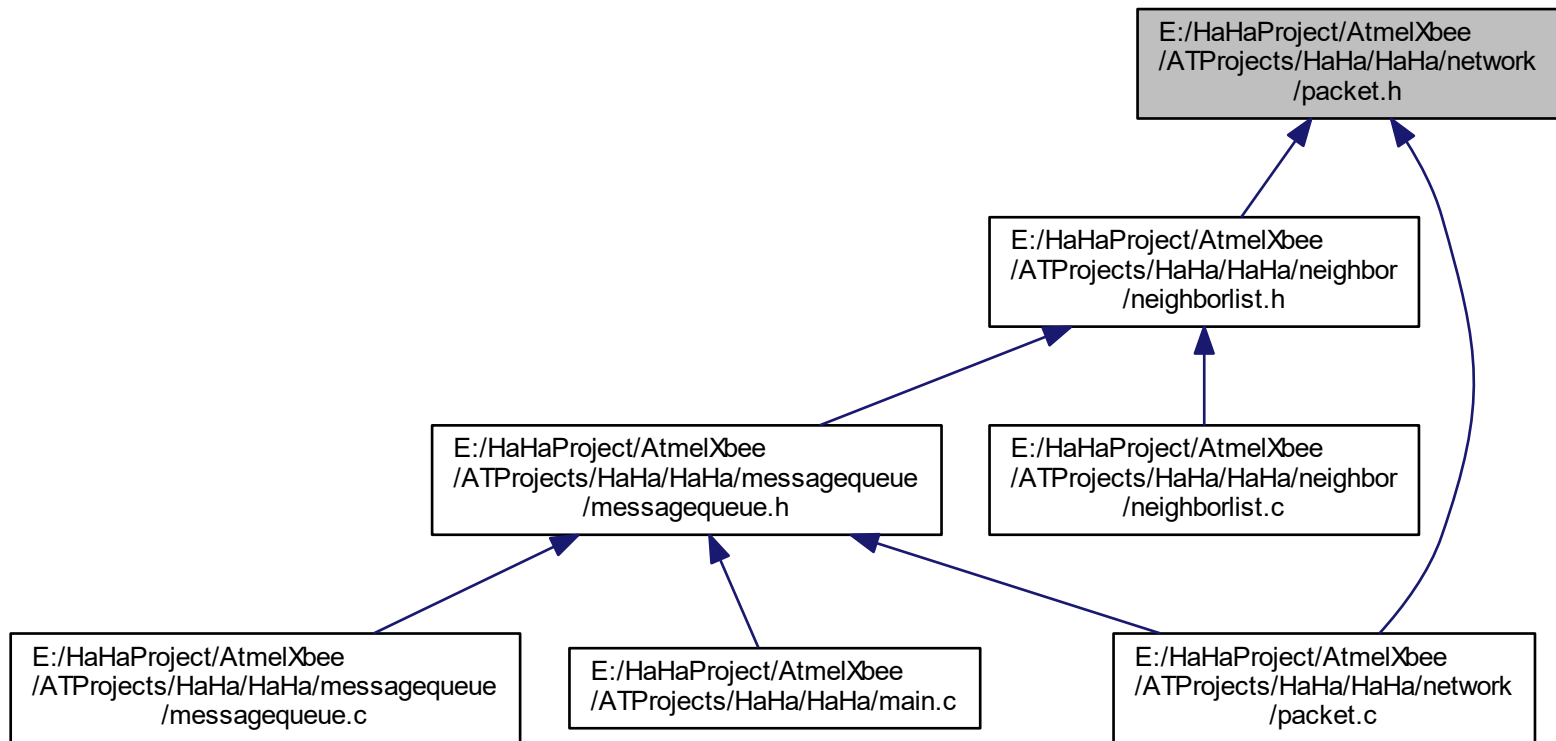 E:/HaHaProject/AtmelXbee
/ATProjects/HaHa/HaHa/network
/packet.h
E:/HaHaProject/AtmelXbee
/ATProjects/HaHa/HaHa/neighbor
/neighborlist.h
E:/HaHaProject/AtmelXbee
/ATProjects/HaHa/HaHa/messagequeue
/messagequeue.h
E:/HaHaProject/AtmelXbee
/ATProjects/HaHa/HaHa/neighbor
/neighborlist.c
E:/HaHaProject/AtmelXbee
/ATProjects/HaHa/HaHa/messagequeue
/messagequeue.c
E:/HaHaProject/AtmelXbee
/ATProjects/HaHa/HaHa/main.c
E:/HaHaProject/AtmelXbee
/ATProjects/HaHa/HaHa/network
/packet.c